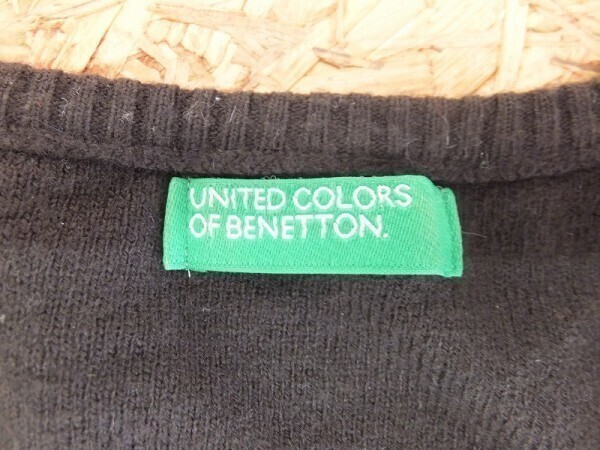 UNITED COLORS
OF BENETTON.